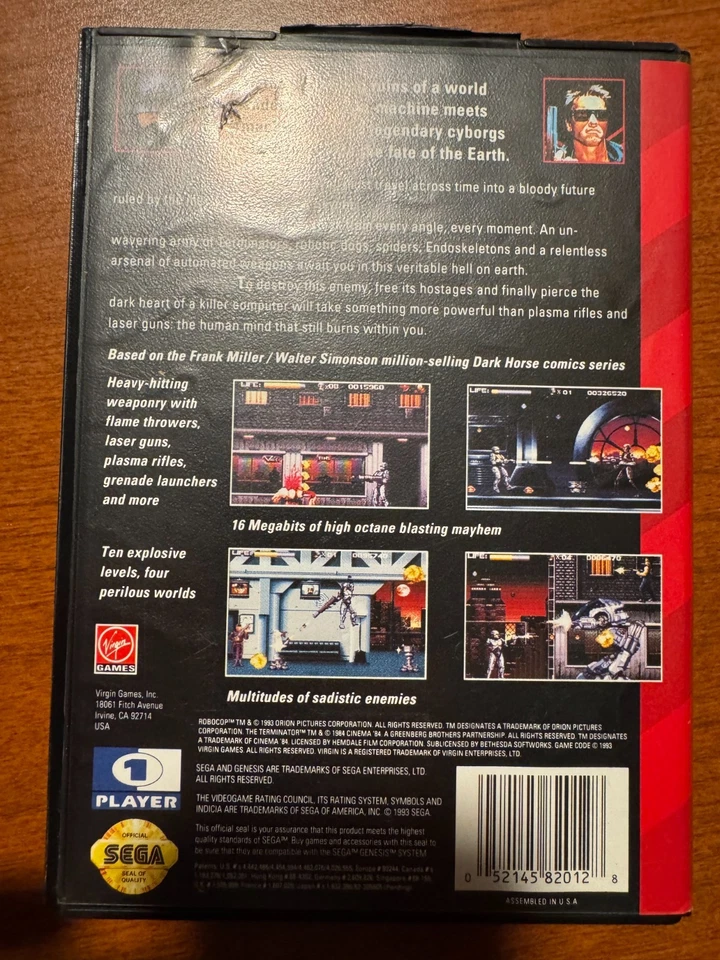 ins of a world
machine meets
legendary cyborgs
fate of the Earth.
travel across time into a bloody future
ruled by the
every angle, every moment. An un-
wavering army of Terminators, robotic dogs, spiders, Endoskeletons and a relentless
arsenal of automated weapons await you in this veritable hell on earth.
To destroy this enemy, free its hostages and finally pierce the
dark heart of a killer computer will take something more powerful than plasma rifles and
laser guns: the human mind that still burns within you.
Based on the Frank Miller / Walter Simonson million-selling Dark Horse comics series
Heavy-hitting
weaponry with
flame throwers,
laser guns,
plasma rifles,
grenade launchers
and more
LIFE: 00 0015960
LIFE: 01 00326520
16 Megabits of high octane blasting mayhem
Ten explosive
levels, four
perilous worlds
LIFE: 01
LIFE: 04
Multitudes of sadistic enemies
Virgin
GAMES
Virgin Games, Inc.
18061 Fitch Avenue
Irvine, CA 92714
USA
ROBOCOP™ TM & © 1993 ORION PICTURES CORPORATION. ALL RIGHTS RESERVED. TM DESIGNATES A TRADEMARK OF ORION PICTURES
CORPORATION. THE TERMINATOR™ TM & © 1984 CINEMA '84. A GREENBERG BROTHERS PARTNERSHIP. ALL RIGHTS RESERVED. TM DESIGNATES
A TRADEMARK OF CINEMA '84. LICENSED BY HEMDALE FILM CORPORATION. SUBLICENSED BY BETHESDA SOFTWORKS. GAME CODE © 1993
VIRGIN GAMES. ALL RIGHTS RESERVED. VIRGIN IS A REGISTERED TRADEMARK OF VIRGIN ENTERPRISES, LTD.
1
PLAYER
SEGA AND GENESIS ARE TRADEMARKS OF SEGA ENTERPRISES, LTD.
ALL RIGHTS RESERVED.
THE VIDEOGAME RATING COUNCIL, ITS RATING SYSTEM, SYMBOLS AND
INDICIA ARE TRADEMARKS OF SEGA OF AMERICA, INC. © 1993 SEGA.
This official seal is your assurance that this product meets the highest
quality standards of SEGA™. Buy games and accessories with this seal to
be sure that they are compatible with the SEGA™ GENESIS™ SYSTEM.
OFFICIAL
SEGA
SEAL OF
QUALITY
0 52145 82012 8
ASSEMBLED IN U.S.A